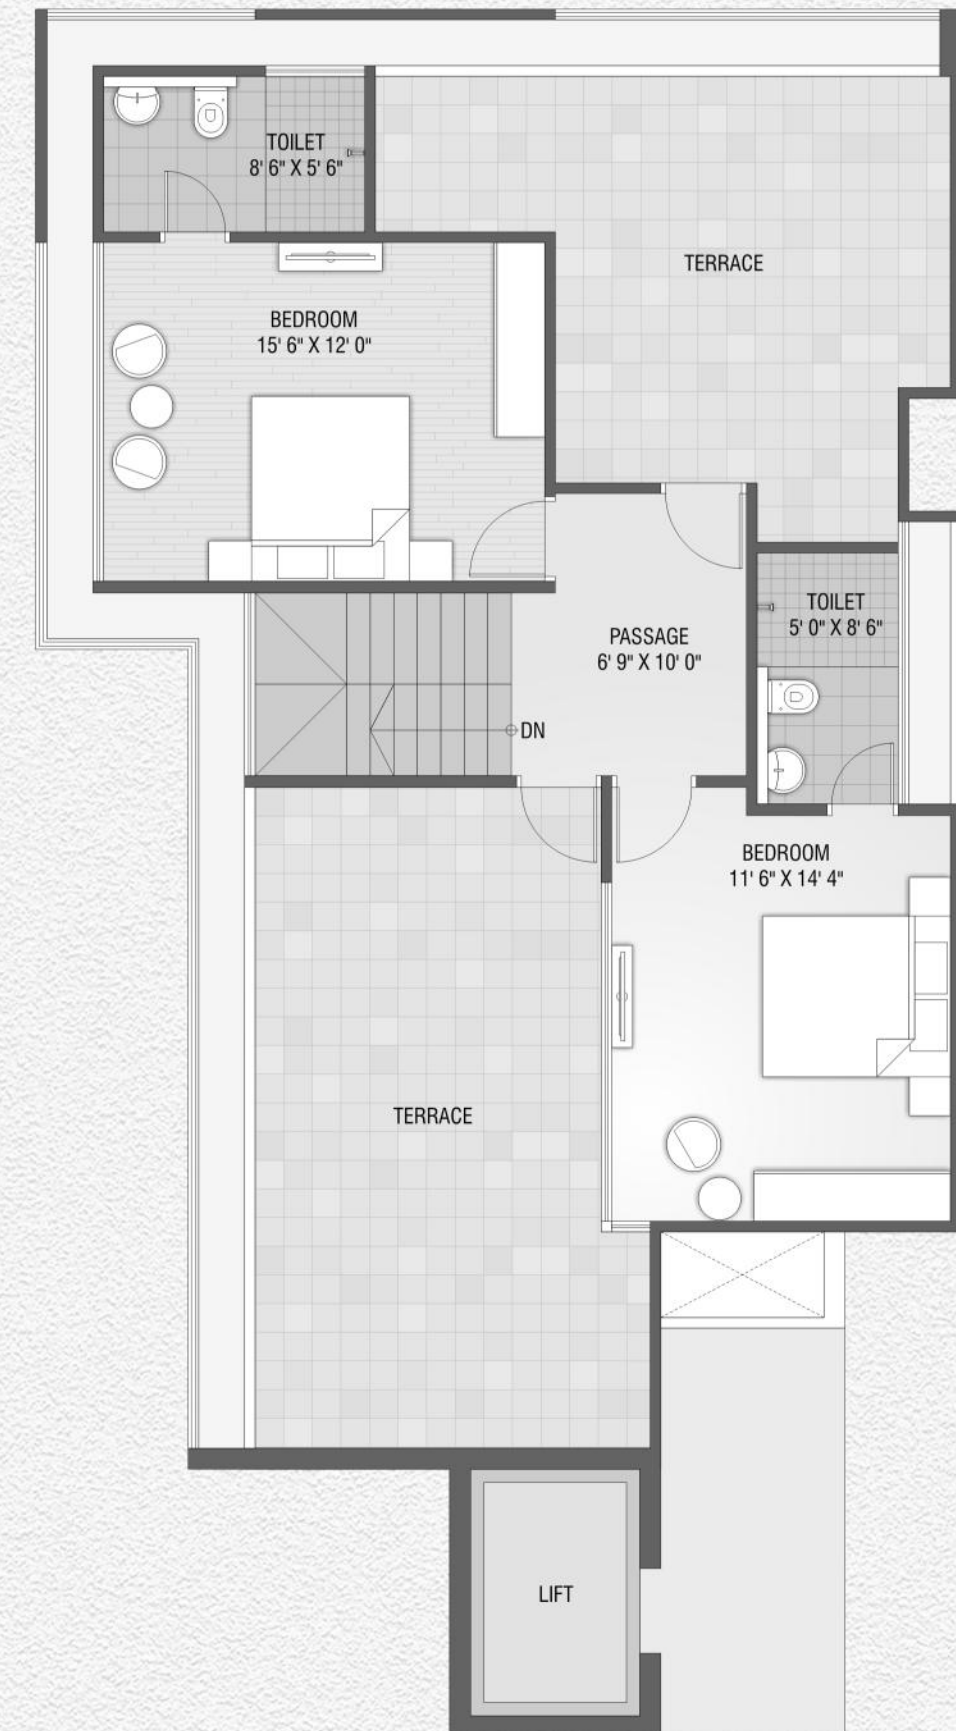 TOILET
8' 6" X 5' 6"
TERRACE
BEDROOM
15' 6" X 12' 0"
TOILET
5' 0" X 8' 6"
PASSAGE
6' 9" X 10' 0"
DN
BEDROOM
11' 6" X 14' 4"
TERRACE
LIFT